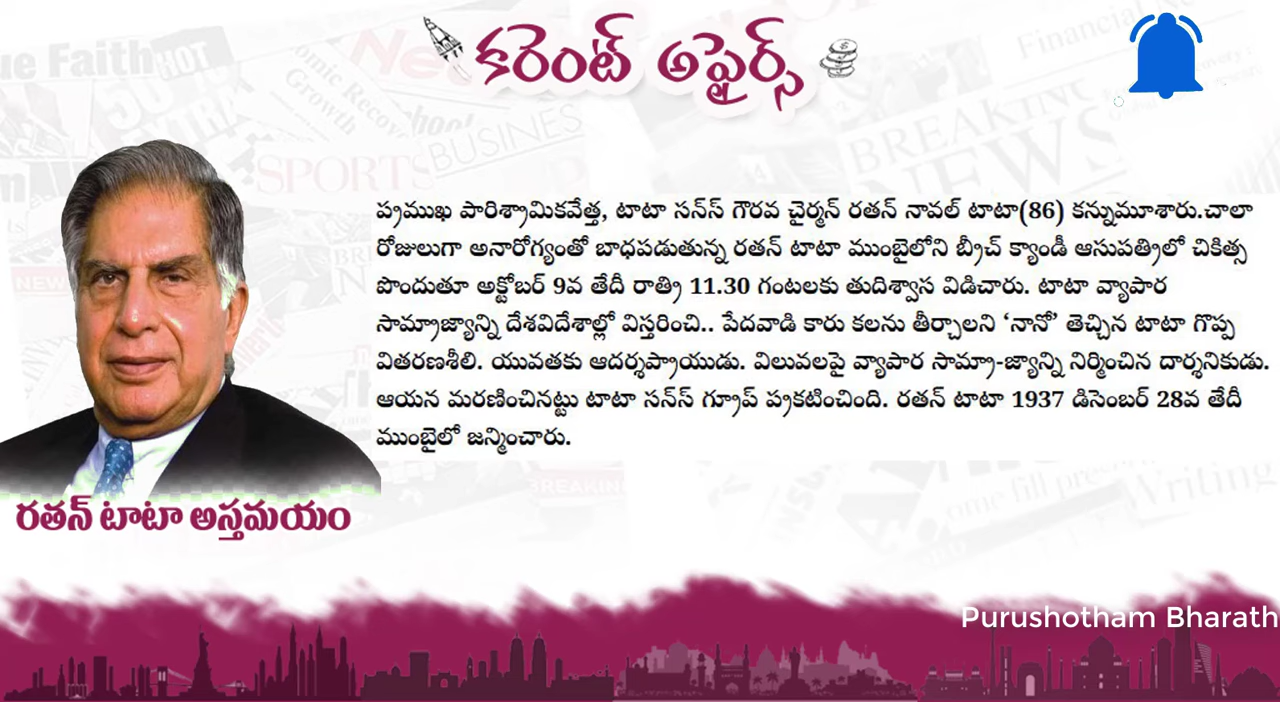 కరెంట్ అఫైర్స్
ప్రముఖ పారిశ్రామికవేత్త, టాటా సన్‌స్ గౌరవ చైర్మన్ రతన్ నావల్ టాటా(86) కన్నుమూశారు.చాలా
రోజులుగా అనారోగ్యంతో బాధపడుతున్న రతన్ టాటా ముంబైలోని బ్రీచ్ క్యాండీ ఆసుపత్రిలో చికిత్స
పొందుతూ అక్టోబర్ 9వ తేదీ రాత్రి 11.30 గంటలకు తుదిశ్వాస విడిచారు. టాటా వ్యాపార
సామ్రాజ్యాన్ని దేశవిదేశాల్లో విస్తరించి.. పేదవాడి కారు కలను తీర్చాలని ‘నానో’ తెచ్చిన టాటా గొప్ప
వితరణశీలి. యువతకు ఆదర్శప్రాయుడు. విలువలపై వ్యాపార సామ్రా-జ్యాన్ని నిర్మించిన దార్శనికుడు.
ఆయన మరణించినట్టు టాటా సన్‌స్ గ్రూప్ ప్రకటించింది. రతన్ టాటా 1937 డిసెంబర్ 28వ తేదీ
ముంబైలో జన్మించారు.
రతన్ టాటా అస్తమయం
Purushotham Bharath